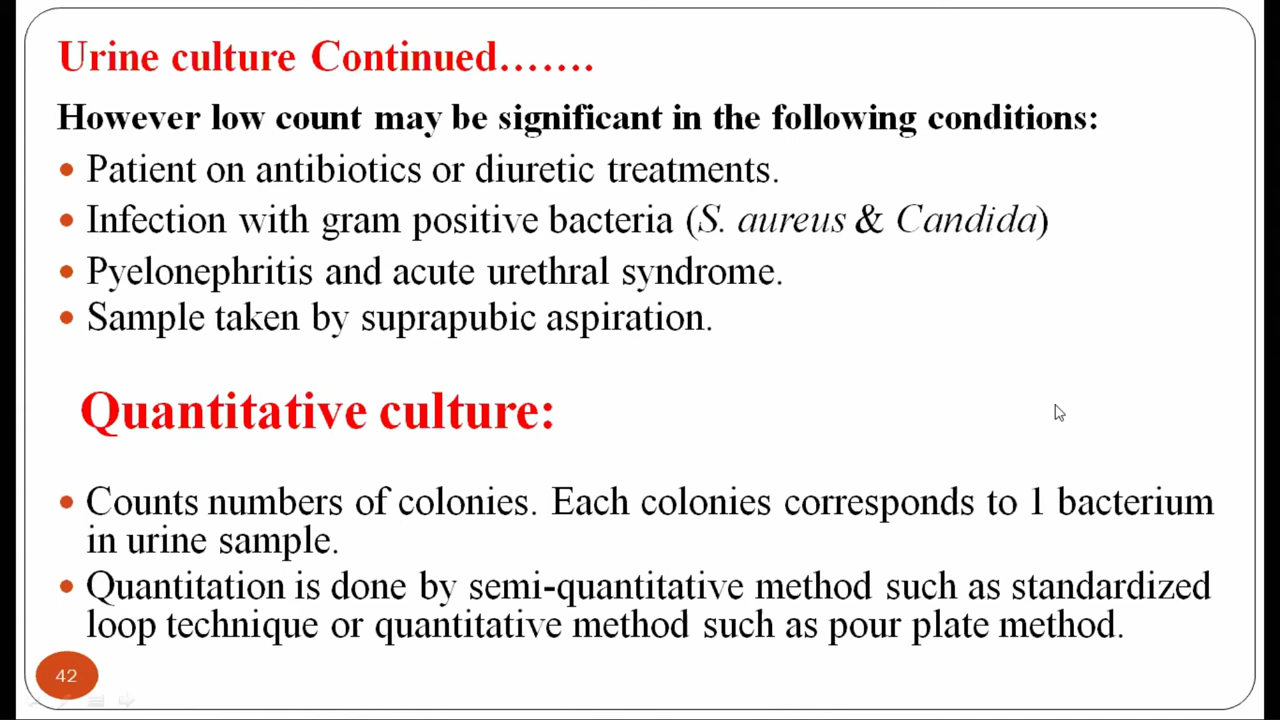 Urine culture Continued…….
However low count may be significant in the following conditions:
• Patient on antibiotics or diuretic treatments.
• Infection with gram positive bacteria (S. aureus & Candida)
• Pyelonephritis and acute urethral syndrome.
• Sample taken by suprapubic aspiration.
Quantitative culture:
• Counts numbers of colonies. Each colonies corresponds to 1 bacterium
in urine sample.
• Quantitation is done by semi-quantitative method such as standardized
loop technique or quantitative method such as pour plate method.
42